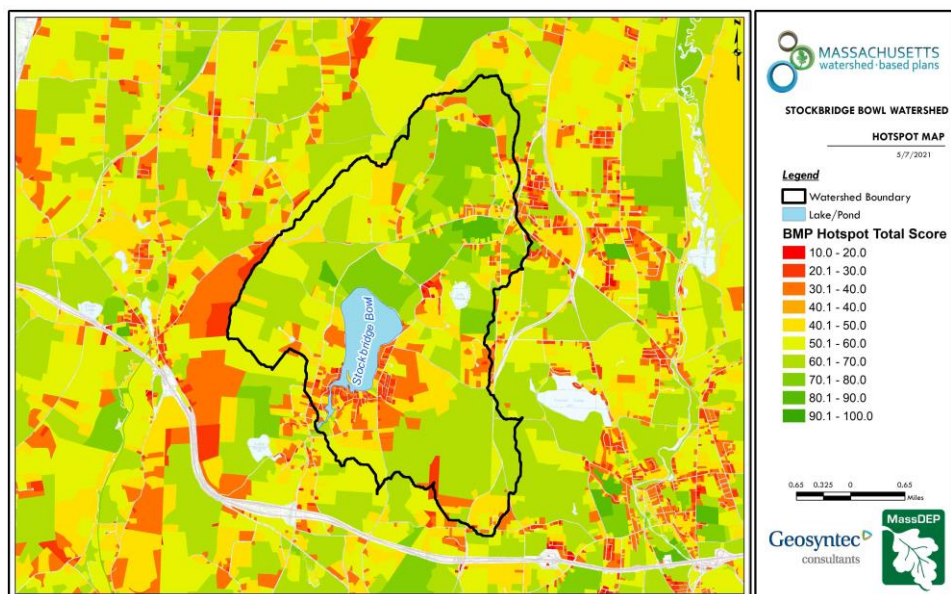 Stockbridge Bowl
MASSACHUSETTS
watershed-based plans
STOCKBRIDGE BOWL WATERSHED
HOTSPOT MAP
5/7/2021
Legend
Watershed Boundary
Lake/Pond
BMP Hotspot Total Score
10.0 - 20.0
20.1 - 30.0
30.1 - 40.0
40.1 - 40.0
40.1 - 50.0
50.1 - 60.0
60.1 - 70.0
70.1 - 80.0
80.1 - 90.0
90.1 - 100.0
0.65 0.325 0 0.65
Miles
Geosyntec
consultants
MassDEP